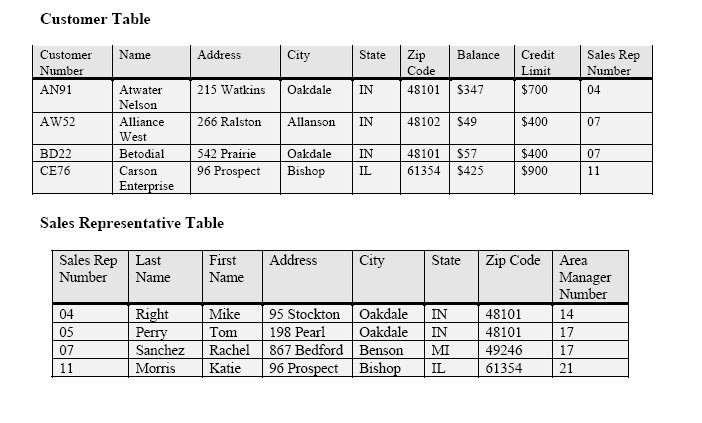 Customer Table
Customer Number Name Address City State Zip Code Balance Credit Limit Sales Rep Number
AN91 Atwater Nelson 215 Watkins Oakdale IN 48101 $347 $700 04
AW52 Alliance West 266 Ralston Allanson IN 48102 $49 $400 07
BD22 Betodial 542 Prairie Oakdale IN 48101 $57 $400 07
CE76 Carson Enterprise 96 Prospect Bishop IL 61354 $425 $900 11
Sales Representative Table
Sales Rep Number Last Name First Name Address City State Zip Code Area Manager Number
04 Right Mike 95 Stockton Oakdale IN 48101 14
05 Perry Tom 198 Pearl Oakdale IN 48101 17
07 Sanchez Rachel 867 Bedford Benson MI 49246 17
11 Morris Katie 96 Prospect Bishop IL 61354 21